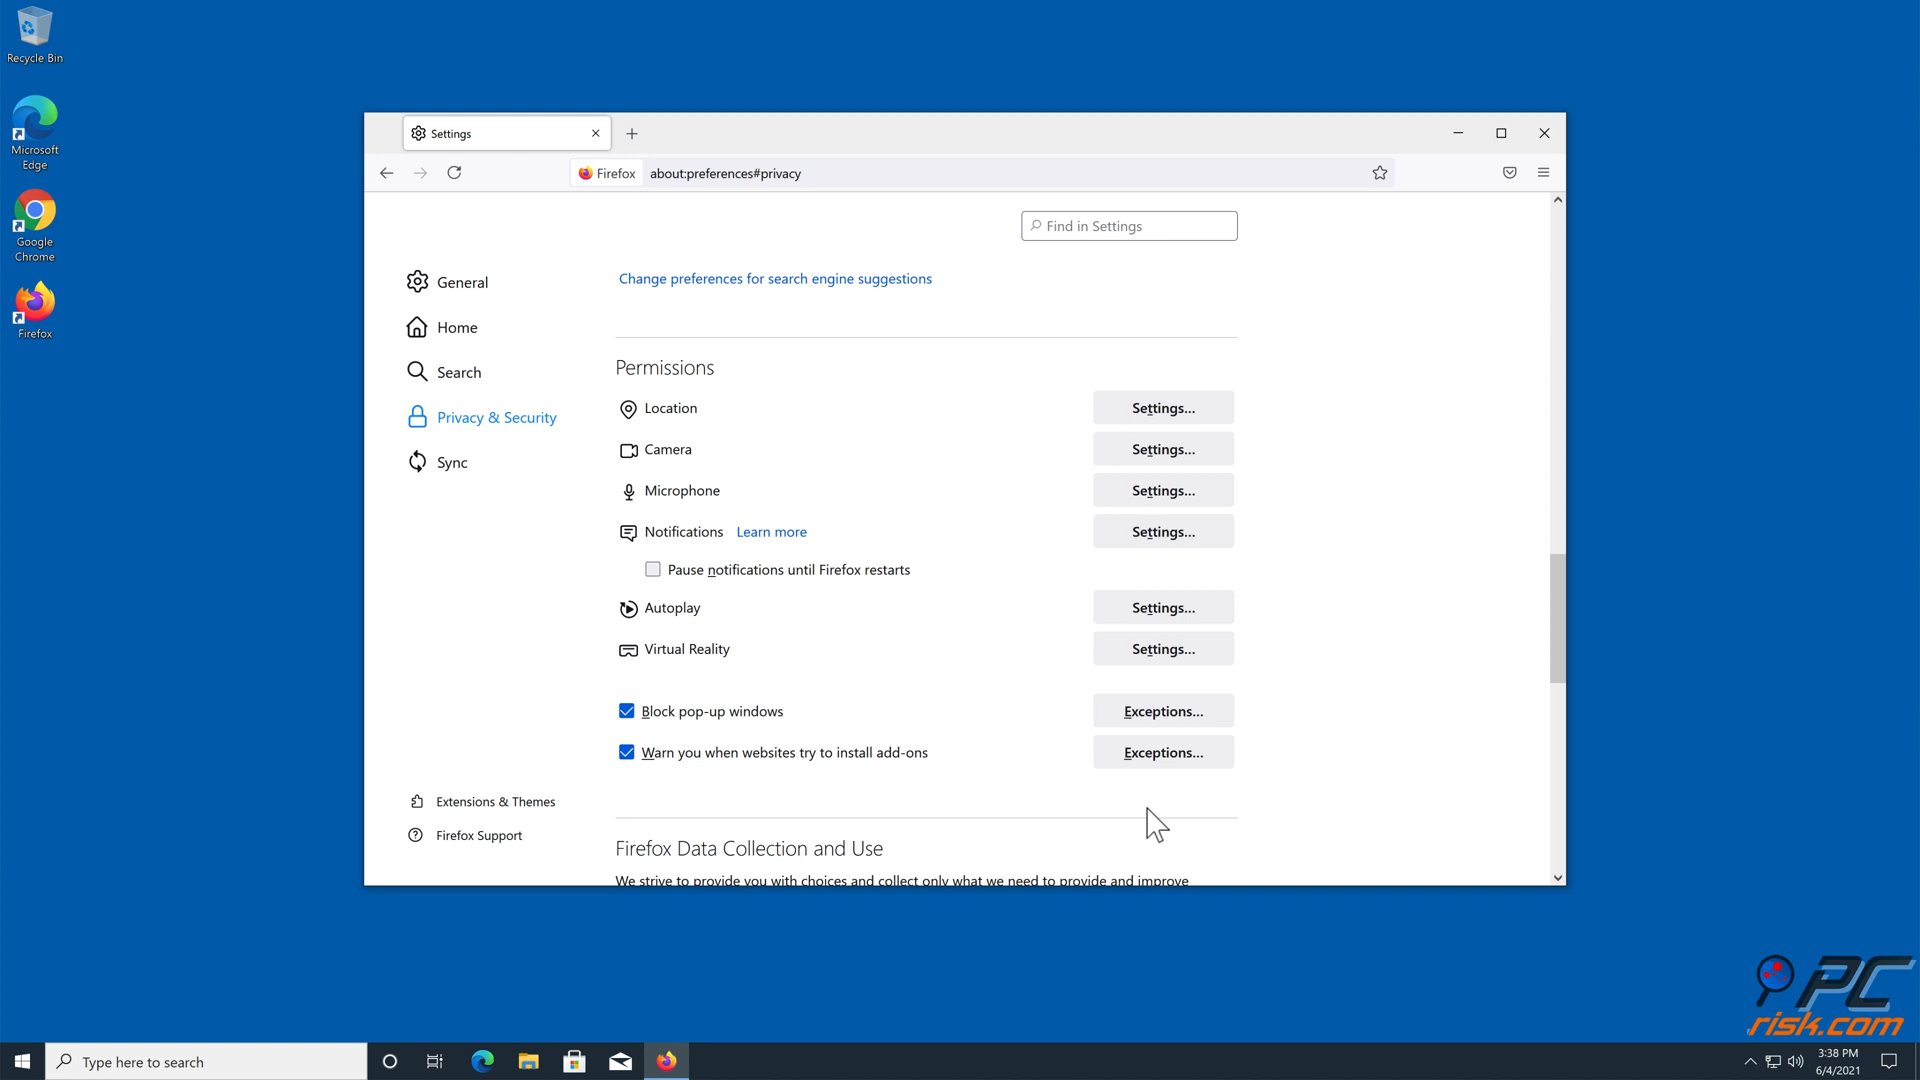 Recycle Bin
Microsoft
Edge
Google
Chrome
Firefox
Settings
Firefox
about:preferences#privacy
Find in Settings
General
Home
Search
Privacy & Security
Sync
Extensions & Themes
Firefox Support
Change preferences for search engine suggestions
Permissions
Location
Settings...
Camera
Settings...
Microphone
Settings...
Notifications Learn more
Settings...
Pause notifications until Firefox restarts
Autoplay
Settings...
Virtual Reality
Settings...
Block pop-up windows
Exceptions...
Warn you when websites try to install add-ons
Exceptions...
Firefox Data Collection and Use
We strive to provide you with choices and collect only what we need to provide and improve
PC
risk.com
Type here to search
3:38 PM
6/4/2021